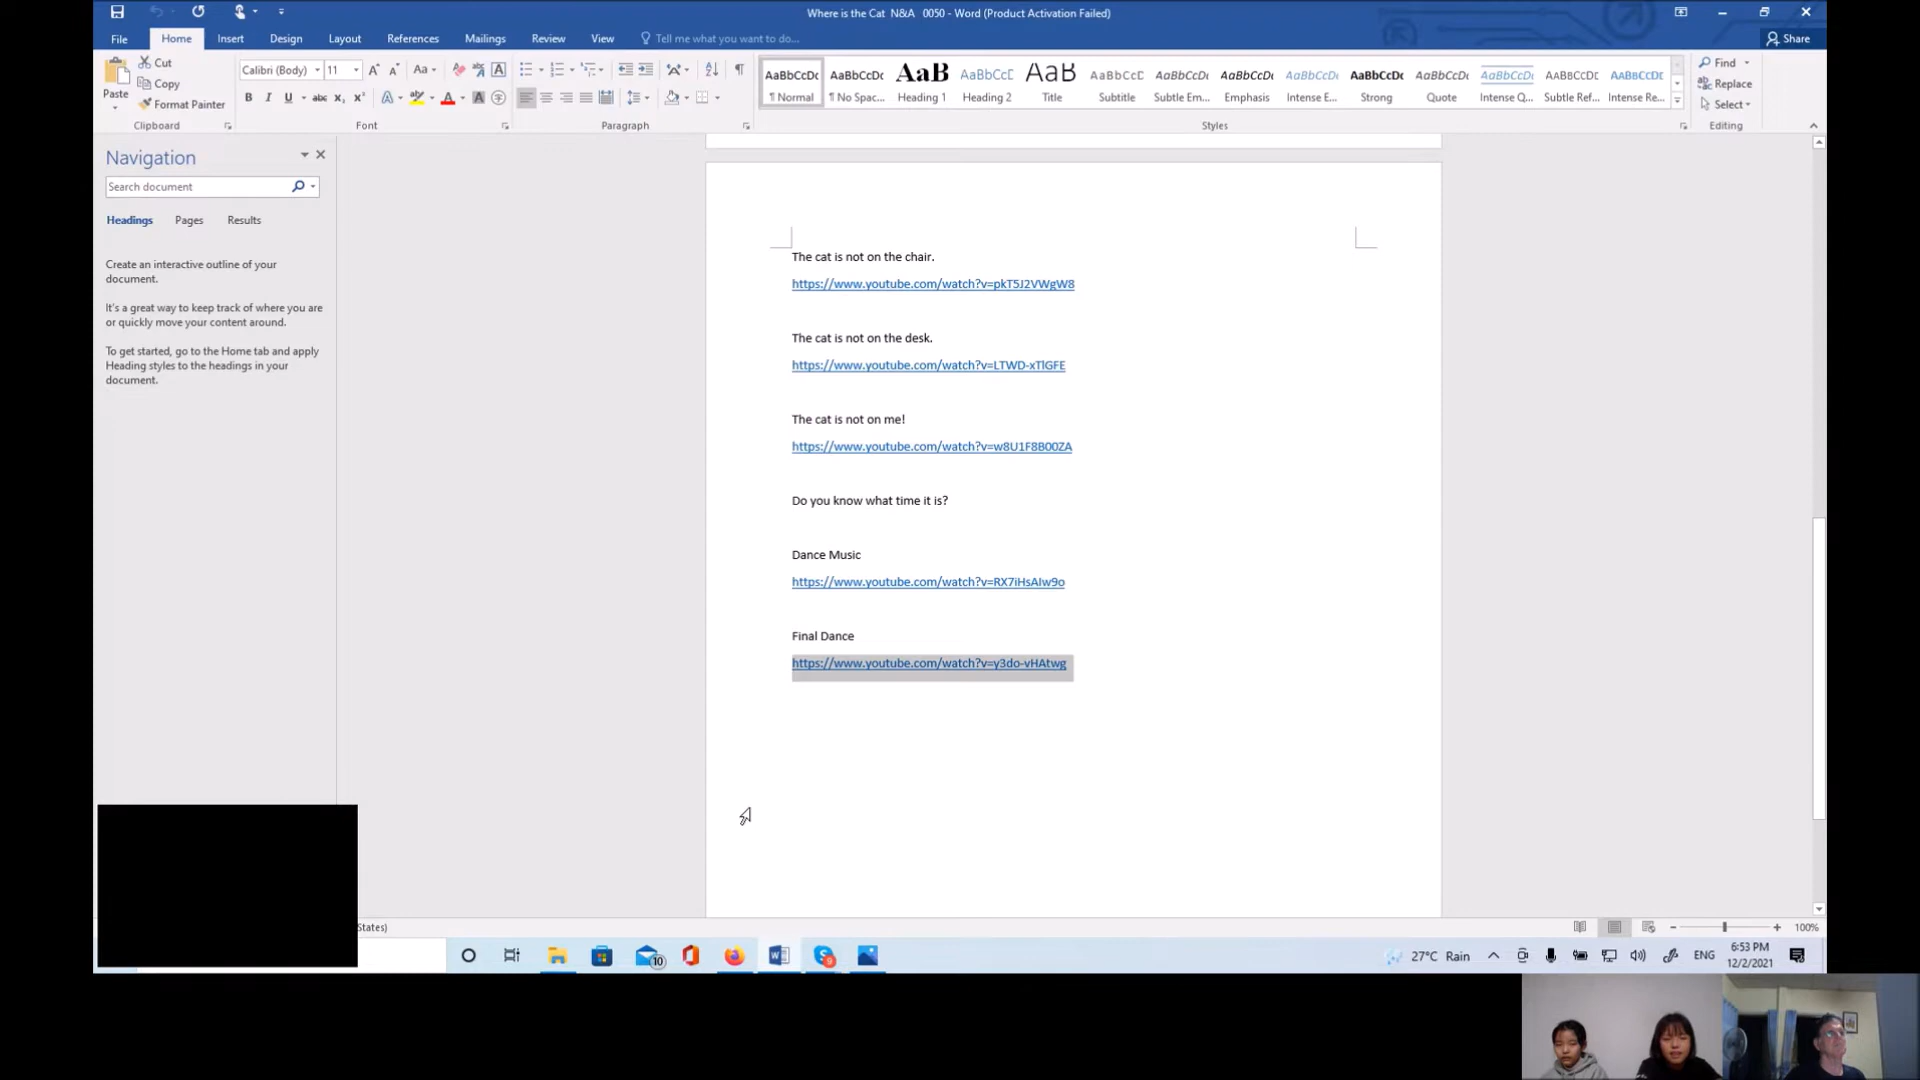 Where is the Cat N&A 0050 - Word (Product Activation Failed)
File Home Insert Design Layout References Mailings Review View Tell me what you want to do... Share
Paste Cut Copy Format Painter
Calibri (Body) 11
AaBbCcDc AaBbCcDc AaB AaBbCcC AaB AaBbCcD AaBbCcDt AaBbCcDt AaBbCcDt AaBbCcDc AaBbCcDt AaBbCcDt AaBbCcDc AaBbCcDc
¶ Normal ¶ No Spac... Heading 1 Heading 2 Title Subtitle Subtle Em... Emphasis Intense E... Strong Quote Intense Q... Subtle Ref... Intense Re...
Find
Replace
Select
Clipboard Font Paragraph Styles Editing
Navigation
Search document
Headings Pages Results
Create an interactive outline of your
document.
It's a great way to keep track of where you are
or quickly move your content around.
To get started, go to the Home tab and apply
Heading styles to the headings in your
document.
The cat is not on the chair.
https://www.youtube.com/watch?v=pkT5J2VWgW8
The cat is not on the desk.
https://www.youtube.com/watch?v=LTWD-xTlGFE
The cat is not on me!
https://www.youtube.com/watch?v=w8U1F8B00ZA
Do you know what time it is?
Dance Music
https://www.youtube.com/watch?v=RX7iHsAIw9o
Final Dance
https://www.youtube.com/watch?v=y3do-vHAtwg
States)
100%
10
9
27°C Rain
ENG
6:53 PM
12/2/2021